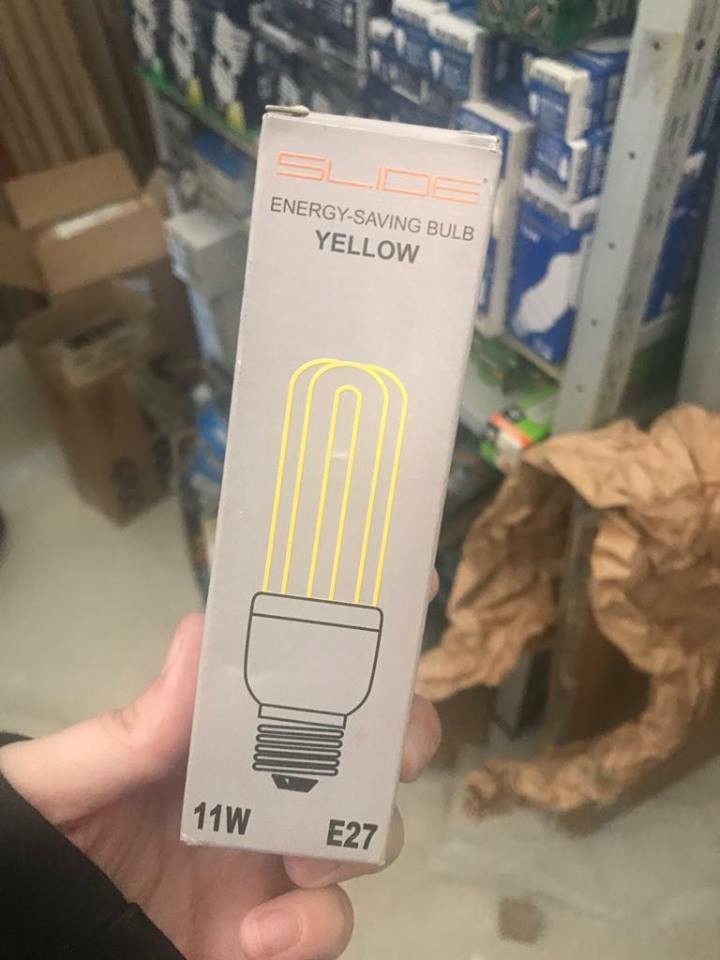 SLIDE
ENERGY-SAVING BULB
YELLOW
11W
E27